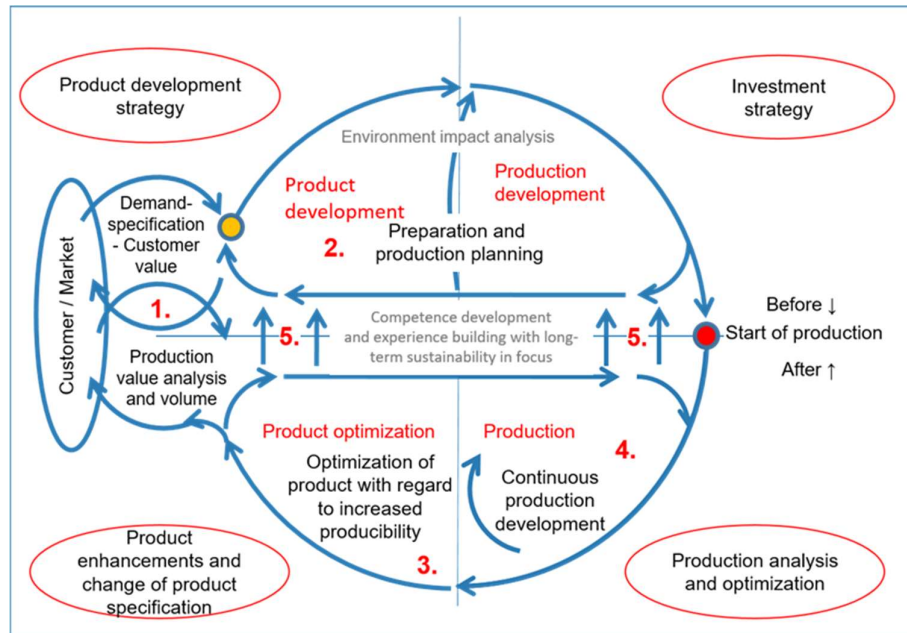 Product development
strategy
Investment
strategy
Environment impact analysis
Product
development
Production
development
Demand-
specification
- Customer
value
2.
Preparation and
production planning
Customer / Market
1.
Before ↓
Start of production
After ↑
5.
Competence development
and experience building with long-
term sustainability in focus
5.
Production
value analysis
and volume
Product optimization
Production
4.
Optimization of
product with regard
to increased
producibility
Continuous
production
development
3.
Product
enhancements and
change of product
specification
Production analysis
and optimization